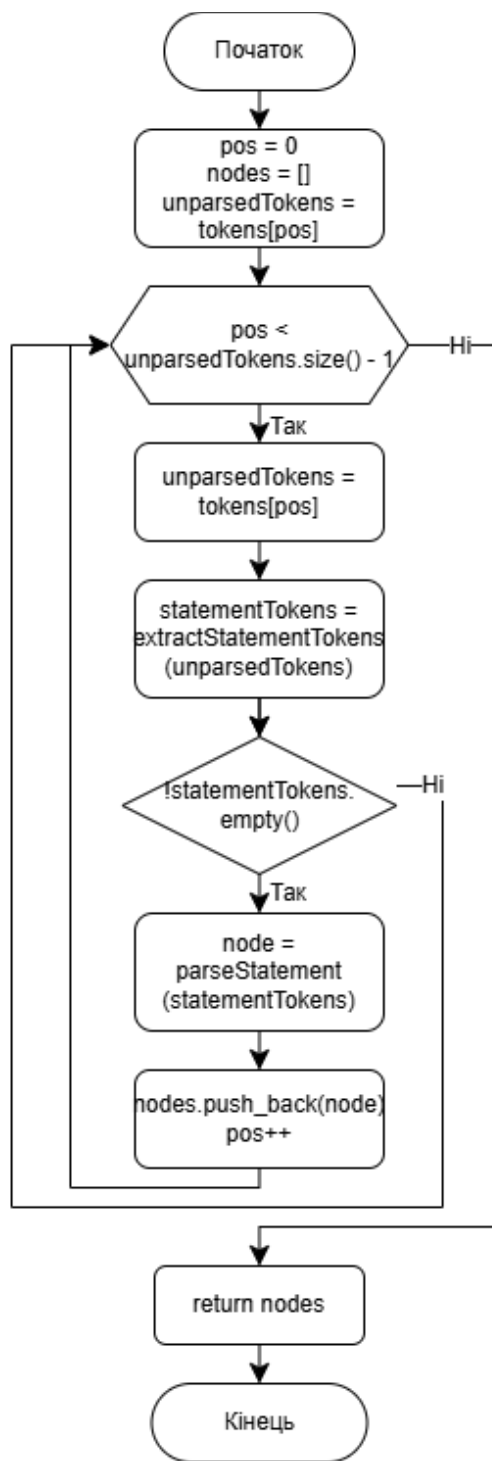 Початок
pos = 0
nodes = []
unparsedTokens =
tokens[pos]
pos <
unparsedTokens.size() - 1
Ні
Так
unparsedTokens =
tokens[pos]
statementTokens =
extractStatementTokens
(unparsedTokens)
!statementTokens.
empty()
Ні
Так
node =
parseStatement
(statementTokens)
nodes.push_back(node)
pos++
return nodes
Кінець